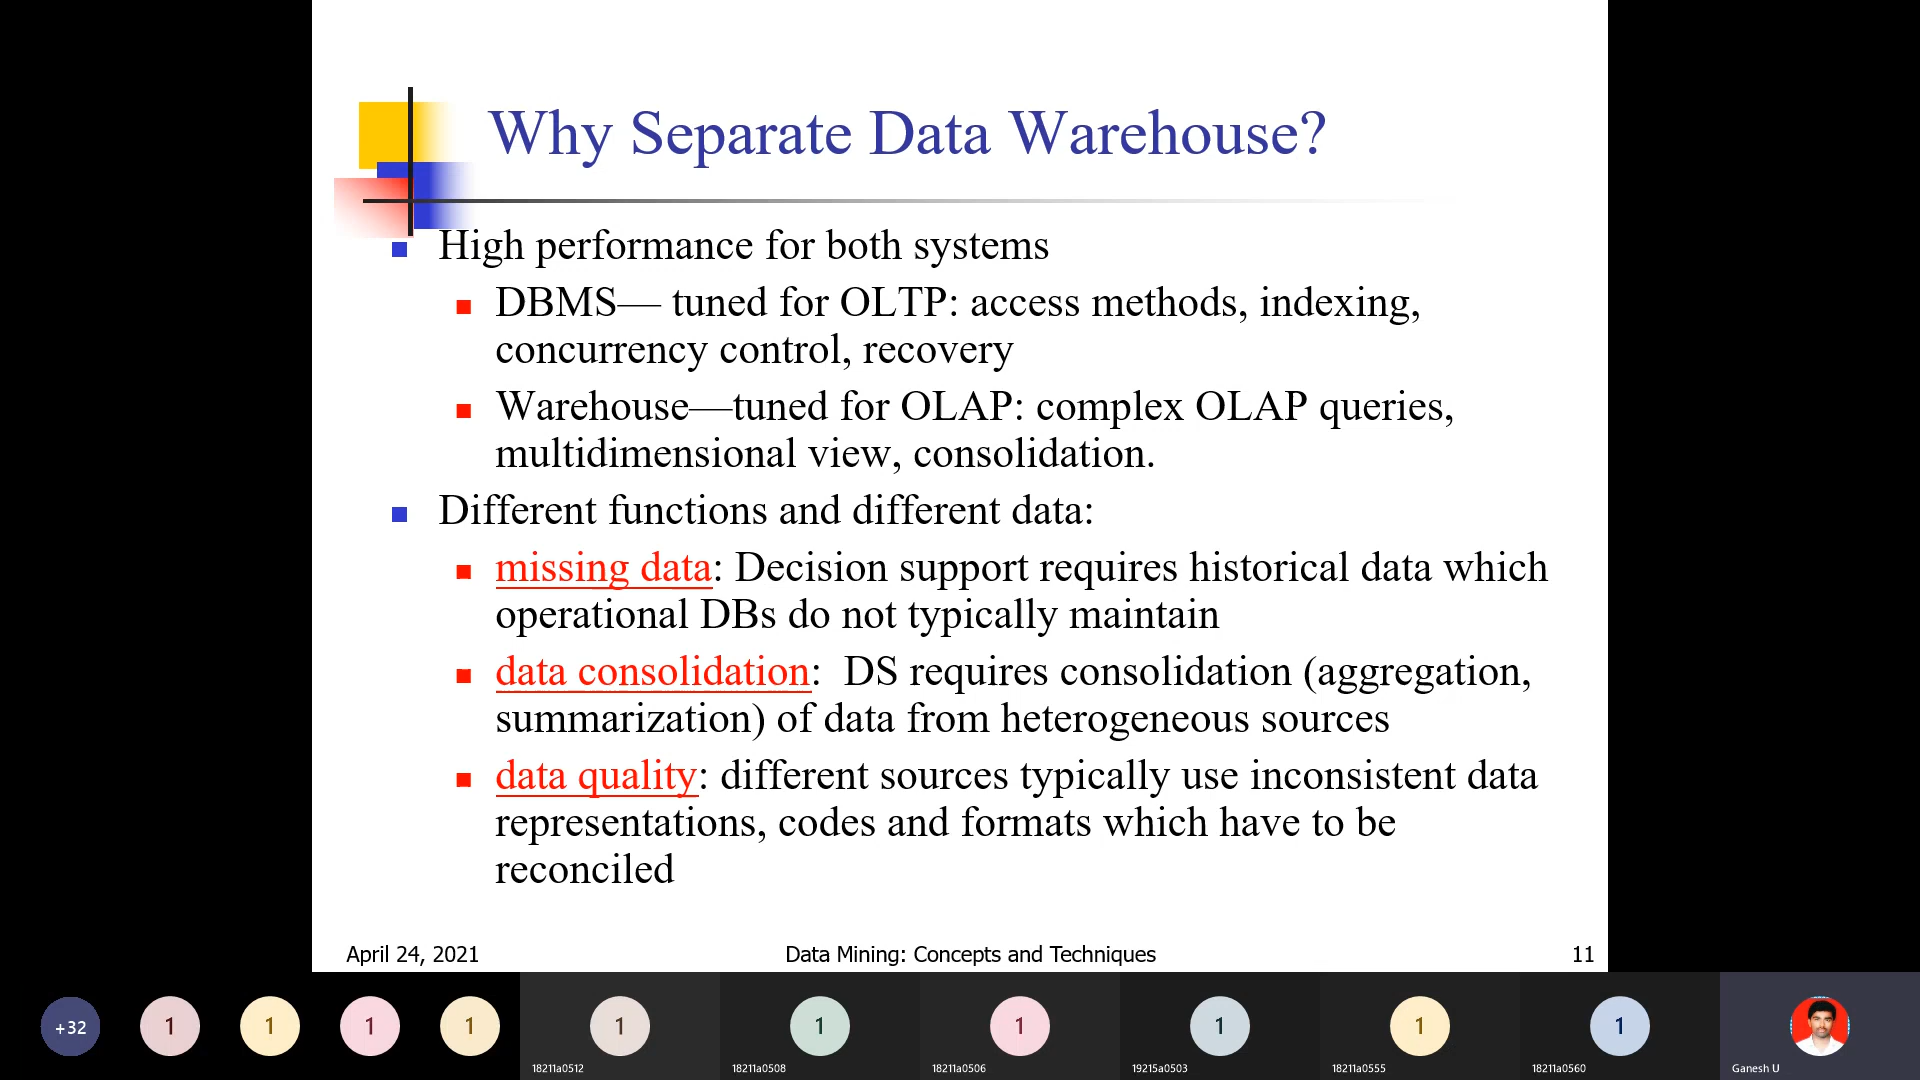 Why Separate Data Warehouse?
High performance for both systems
DBMS— tuned for OLTP: access methods, indexing,
concurrency control, recovery
Warehouse—tuned for OLAP: complex OLAP queries,
multidimensional view, consolidation.
Different functions and different data:
missing data: Decision support requires historical data which
operational DBs do not typically maintain
data consolidation:  DS requires consolidation (aggregation,
summarization) of data from heterogeneous sources
data quality: different sources typically use inconsistent data
representations, codes and formats which have to be
reconciled
April 24, 2021 Data Mining: Concepts and Techniques 11
+32 1 1 1 1 1 1 1 1 1 1
18211a0512 18211a0508 18211a0506 19215a0503 18211a0555 18211a0560 Ganesh U